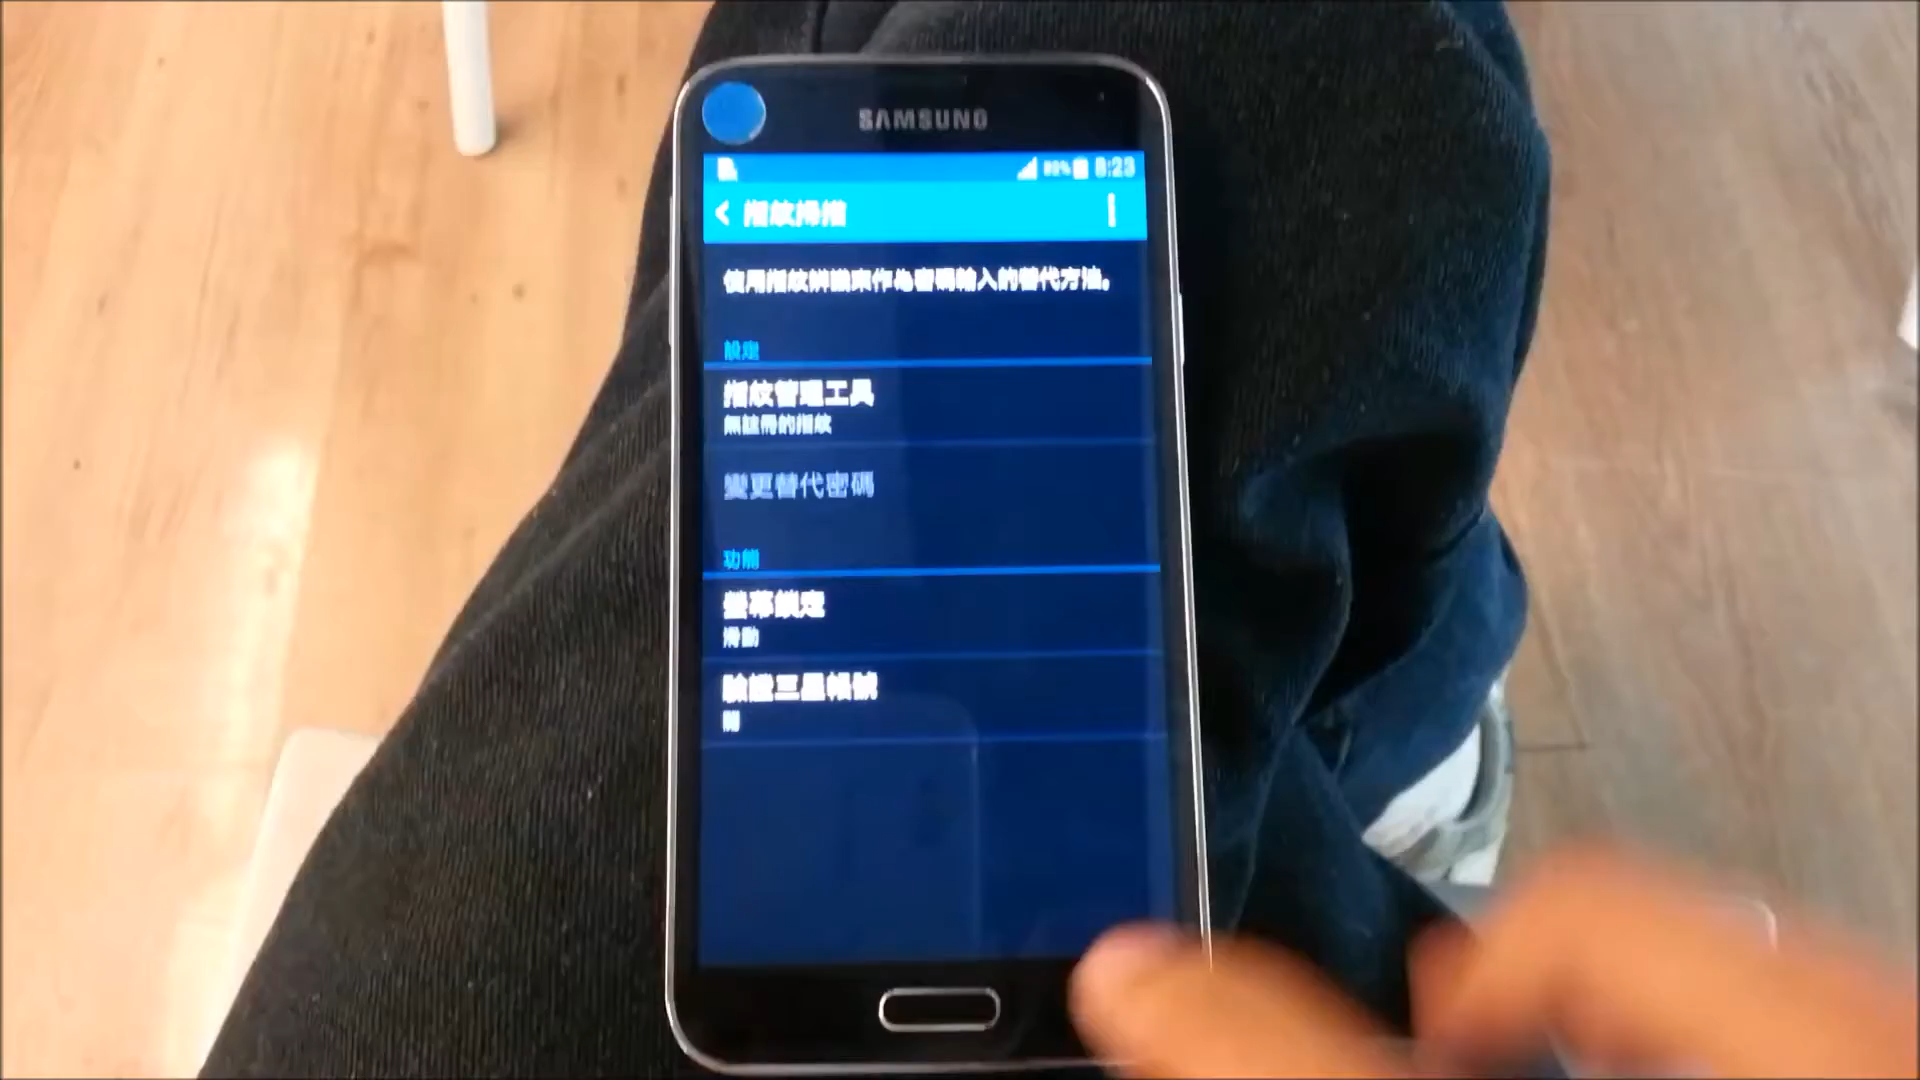 SAMSUNG
8:23
指紋掃描
使用指紋辨識來作為密碼輸入的替代方法。
設定
指紋管理工具
無註冊的指紋
變更替代密碼
功能
螢幕鎖定
滑動
驗證三星帳號
關